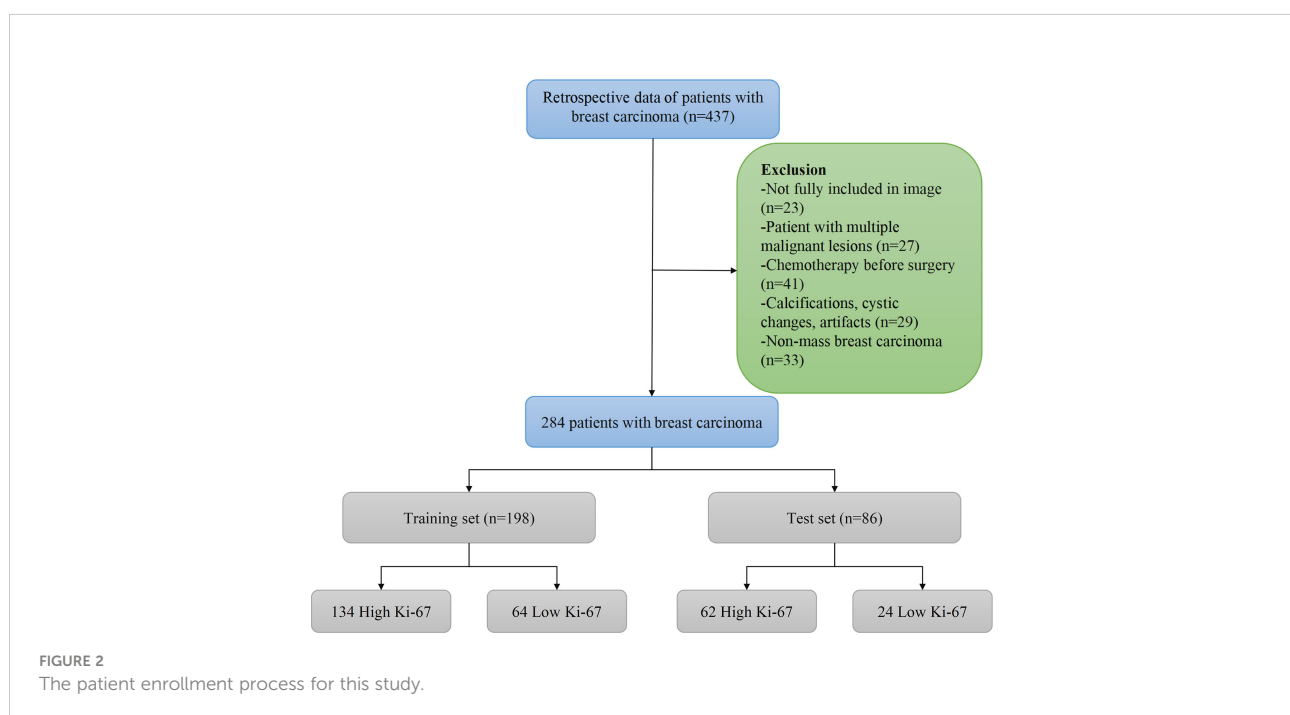 Retrospective data of patients with
breast carcinoma (n=437)
Exclusion
-Not fully included in image
(n=23)
-Patient with multiple
malignant lesions (n=27)
-Chemotherapy before surgery
(n=41)
-Calcifications, cystic
changes, artifacts (n=29)
-Non-mass breast carcinoma
(n=33)
284 patients with breast carcinoma
Training set (n=198)
Test set (n=86)
134 High Ki-67
64 Low Ki-67
62 High Ki-67
24 Low Ki-67
FIGURE 2
The patient enrollment process for this study.